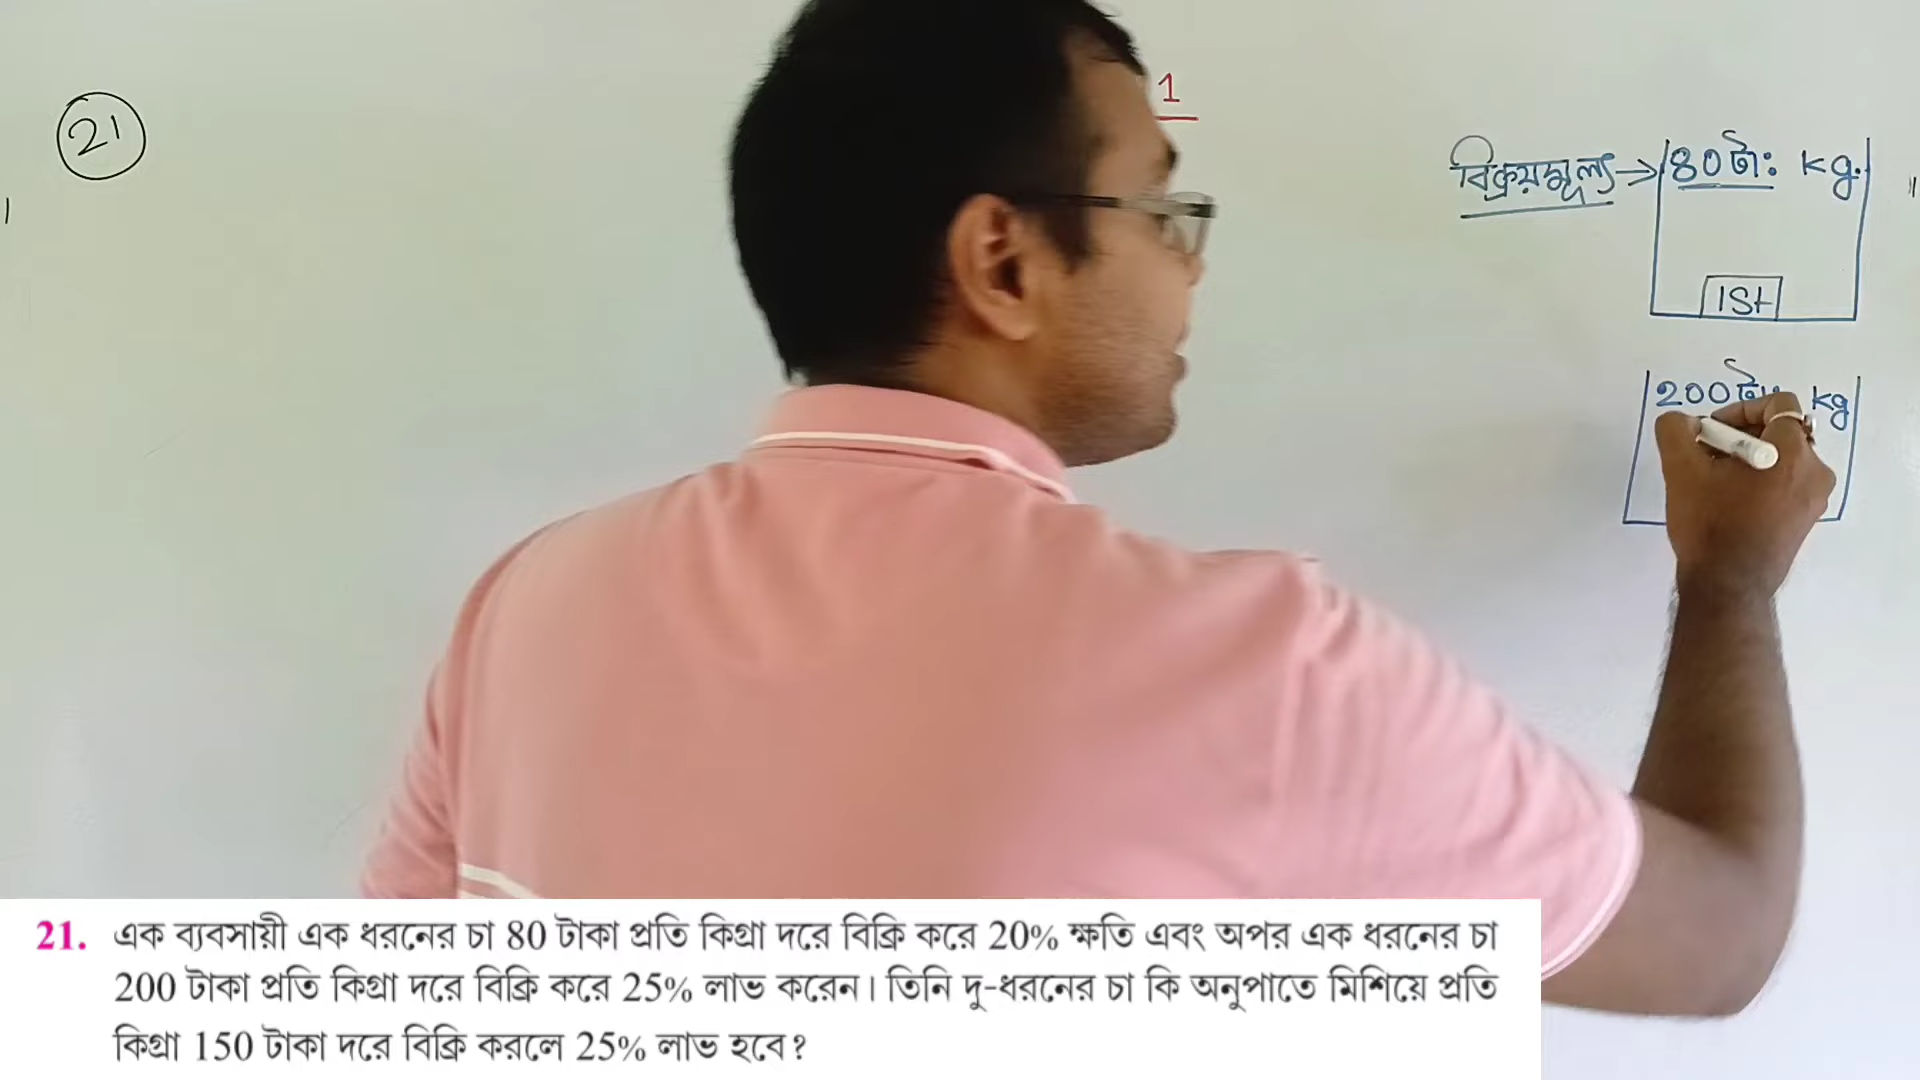 21
1
বিক্রয়মূল্য → 80 টাঃ kg.
1st
200 kg
21. এক ব্যবসায়ী এক ধরনের চা 80 টাকা প্রতি কিগ্রা দরে বিক্রি করে 20% ক্ষতি এবং অপর এক ধরনের চা
200 টাকা প্রতি কিগ্রা দরে বিক্রি করে 25% লাভ করেন। তিনি দু-ধরনের চা কি অনুপাতে মিশিয়ে প্রতি
কিগ্রা 150 টাকা দরে বিক্রি করলে 25% লাভ হবে?